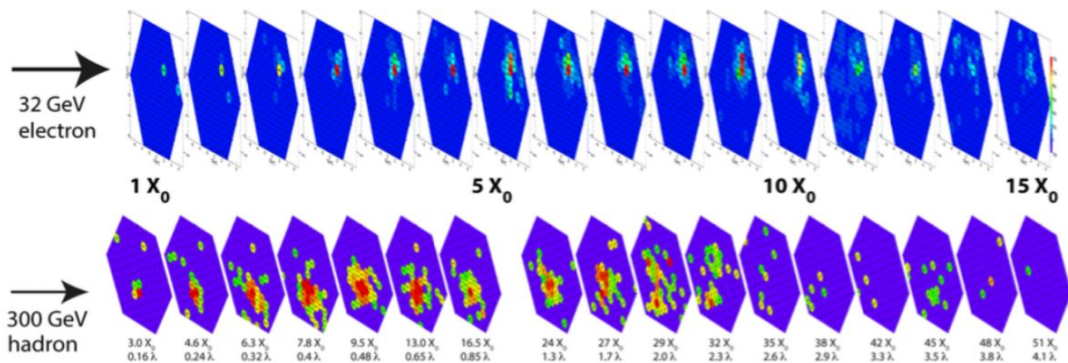 32 GeV
electron
1 X0 5 X0 10 X0 15 X0
300 GeV
hadron
3.0 X0 4.6 X0 6.3 X0 7.8 X0 9.5 X0 13.0 X0 16.5 X0 24 X0 27 X0 29 X0 32 X0 35 X0 38 X0 42 X0 45 X0 48 X0 51 X0
0.16 λ 0.24 λ 0.32 λ 0.4 λ 0.48 λ 0.65 λ 0.85 λ 1.3 λ 1.7 λ 2.0 λ 2.3 λ 2.6 λ 2.9 λ 3.3 λ 3.5 λ 3.8 λ 4 λ